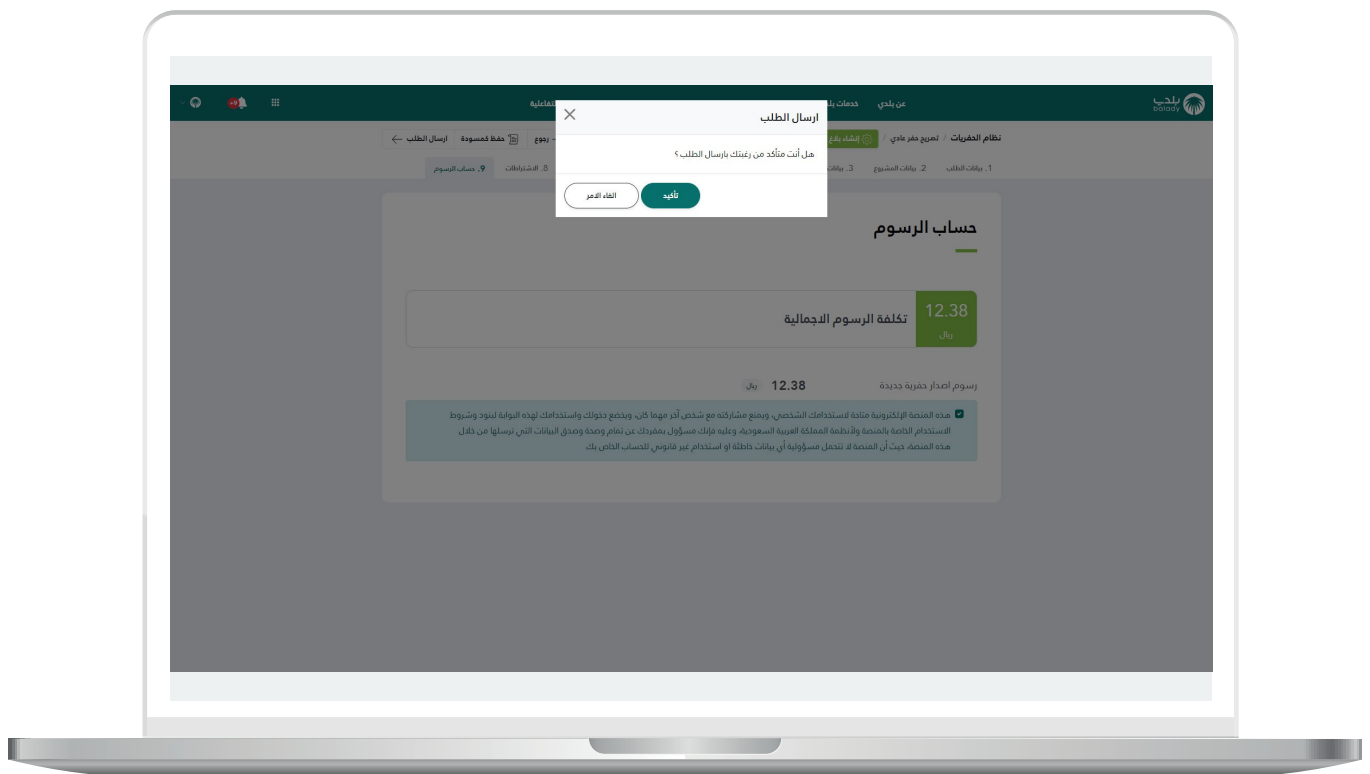 بلدي
balady
عن بلدي
خدمات
ارسال الطلب
هل أنت متأكد من رغبتك بارسال الطلب ؟
تأكيد
الغاء الامر
نظام الحفريات / تصريح حفر عادي /
رجوع
حفظ كمسودة
ارسال الطلب
1. بيانات الطلب
2. بيانات المشروع
3. بيانات
8. الاشتراطات
9. حساب الرسوم
حساب الرسوم
12.38
ريال
تكلفة الرسوم الاجمالية
رسوم اصدار حفرية جديدة
12.38 ريال
هذه المنصة الإلكترونية متاحة لاستخدامك الشخصي، ويمنع مشاركته مع شخص آخر مهما كان، ويخضع دخولك واستخدامك لهذه البوابة لبنود وشروط
الاستخدام الخاصة بالمنصة ولأنظمة المملكة العربية السعودية، وعليه فإنك مسؤول بمفردك عن تمام وصحة وصدق البيانات التي ترسلها من خلال
هذه المنصة، حيث أن المنصة لا تتحمل مسؤولية أي بيانات خاطئة او استخدام غير قانوني للحساب الخاص بك